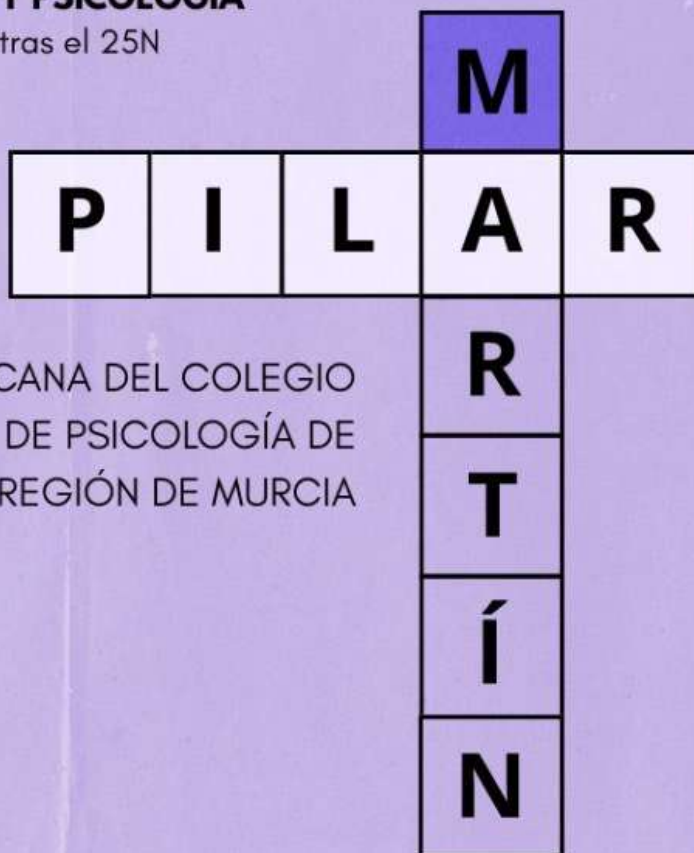 Y PSICOLOGÍA
tras el 25N
M
PILAR
R
T
Í
N
CANA DEL COLEGIO
DE PSICOLOGÍA DE
REGIÓN DE MURCIA